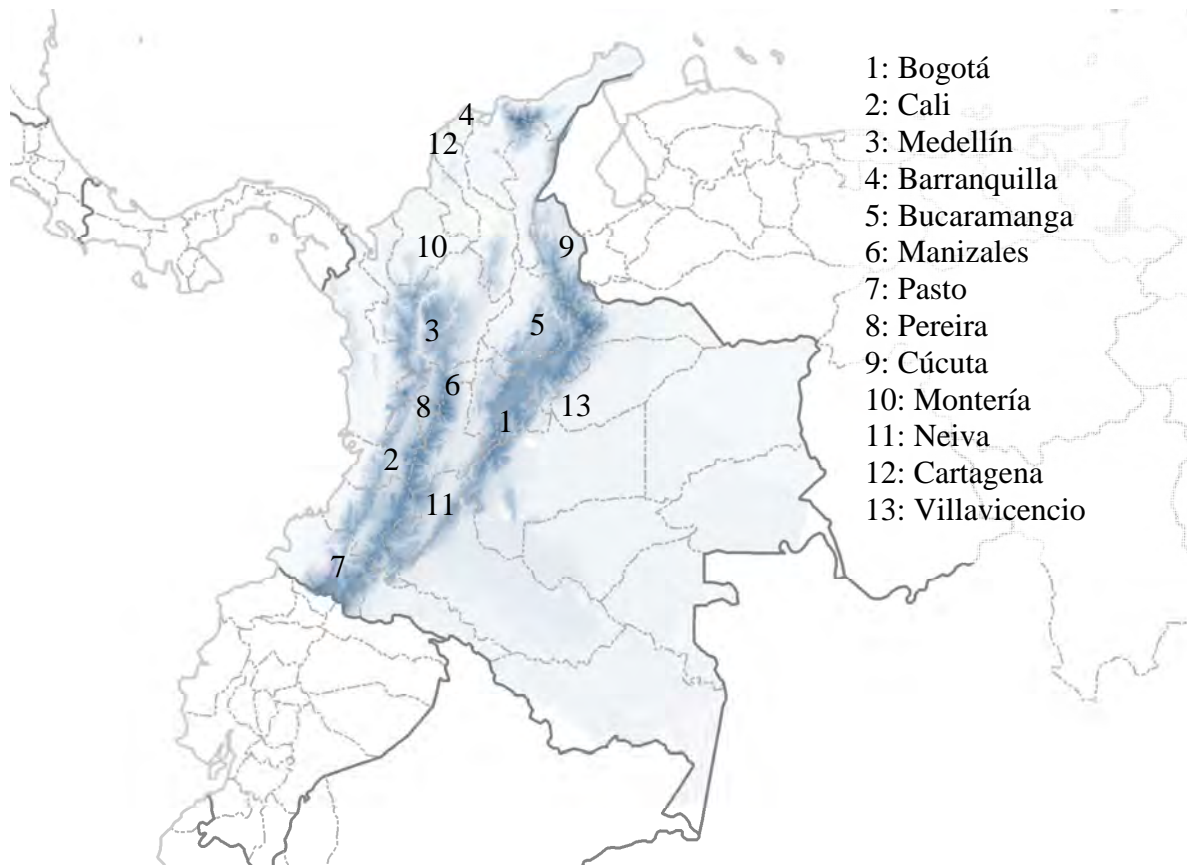 1: Bogotá
2: Cali
3: Medellín
4: Barranquilla
5: Bucaramanga
6: Manizales
7: Pasto
8: Pereira
9: Cúcuta
10: Montería
11: Neiva
12: Cartagena
13: Villavicencio
4
12
10
9
3
5
6
8
13
1
2
11
7